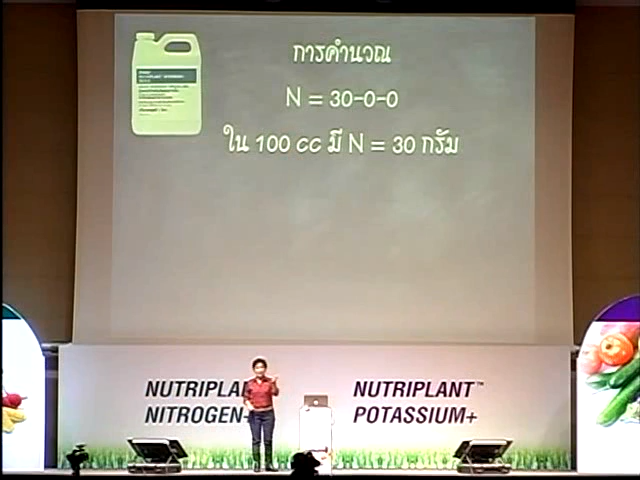 การคำนวณ
N = 30-0-0
ใน 100 cc มี N = 30 กรัม
NUTRIPLA
NITROGEN+
NUTRIPLANT™
POTASSIUM+